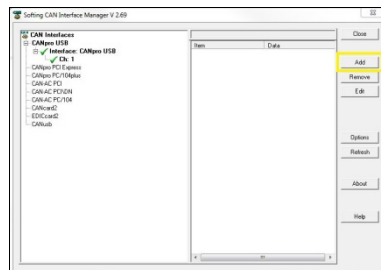 Softing CAN Interface Manager V 2.69
CAN Interfaces
CANpro USB
Interface: CANpro USB
Ch: 1
CANpro PCI Express
CANpro PC/104plus
CAN-AC PCI
CAN-AC PCI\DN
CAN-AC PC/104
CANcard2
EDICcard2
CANusb
Item
Data
Close
Add
Remove
Edit
Options
Refresh
About
Help